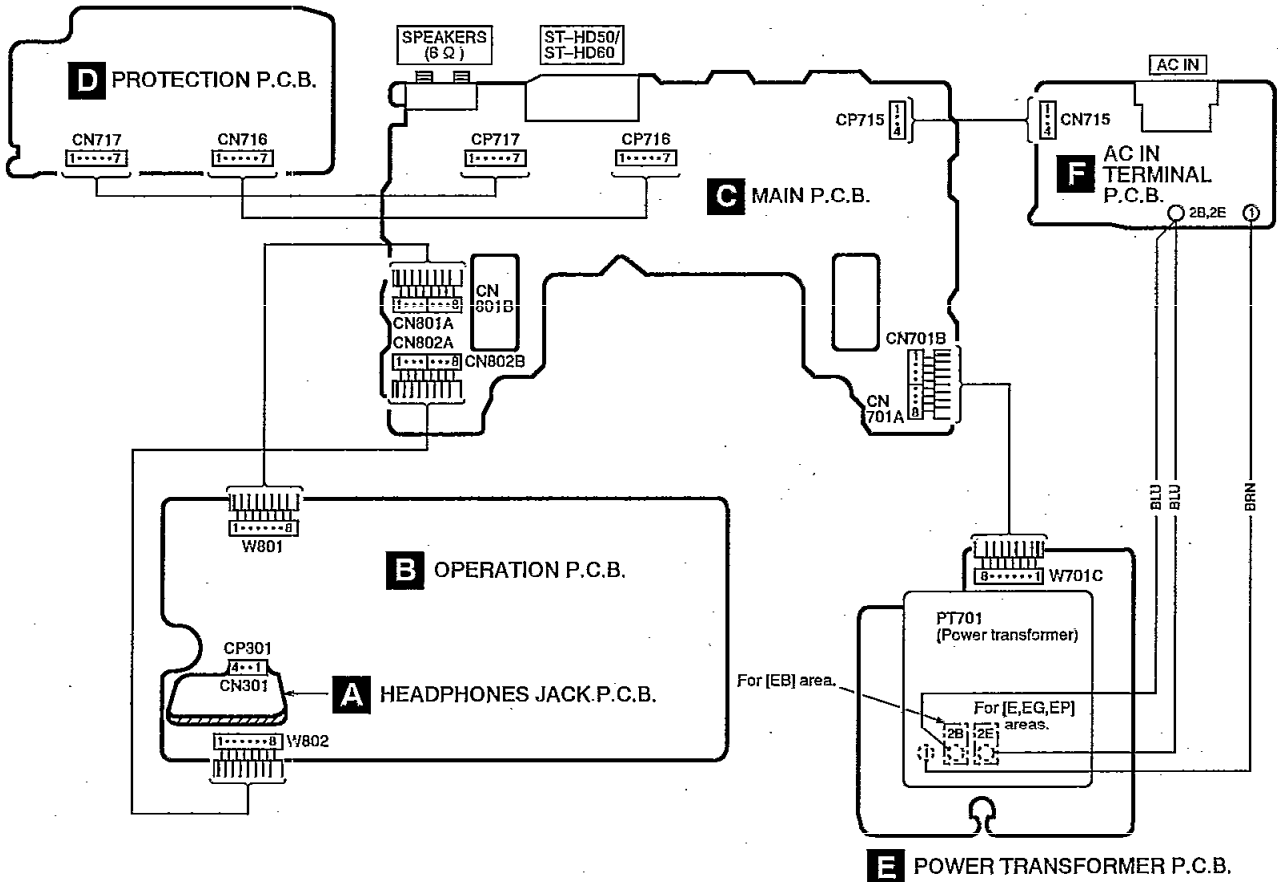 SPEAKERS
(6 Ω)
ST-HD50/
ST-HD60
AC IN
D PROTECTION P.C.B.
CN717
1·····7
CN716
1·····7
CP717
1·····7
CP716
1·····7
CP715
1··4
1··4
CN715
F AC IN
TERMINAL
P.C.B.
2B,2E
1
C MAIN P.C.B.
CN
801B
1·······8
CN801A
CN802A
1·······8
CN802B
CN701B
1·······8
CN
701A
BLU
BLU
BRN
1······8
W801
B OPERATION P.C.B.
8······1
W701C
PT701
(Power transformer)
CP301
4··1
CN301
A HEADPHONES JACK P.C.B.
For [EB] area.
For [E,EG,EP]
areas.
2B
2E
1
1······8
W802
E POWER TRANSFORMER P.C.B.